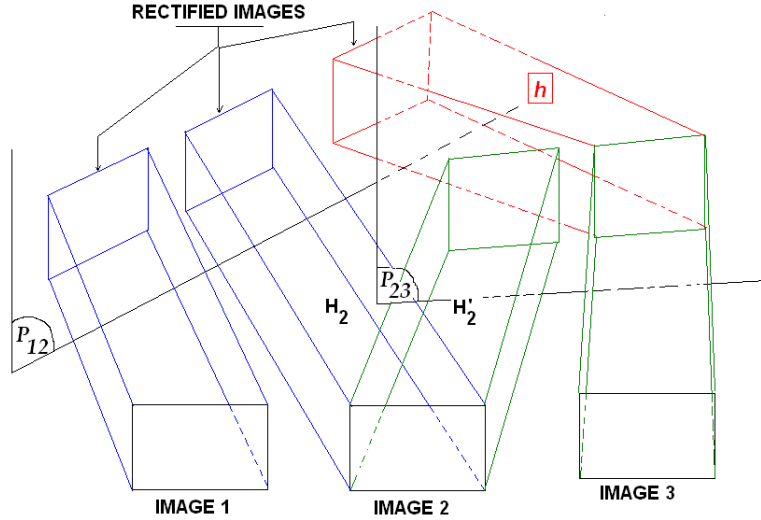 RECTIFIED IMAGES
h
P12
P23
H2
H'2
IMAGE 1
IMAGE 2
IMAGE 3